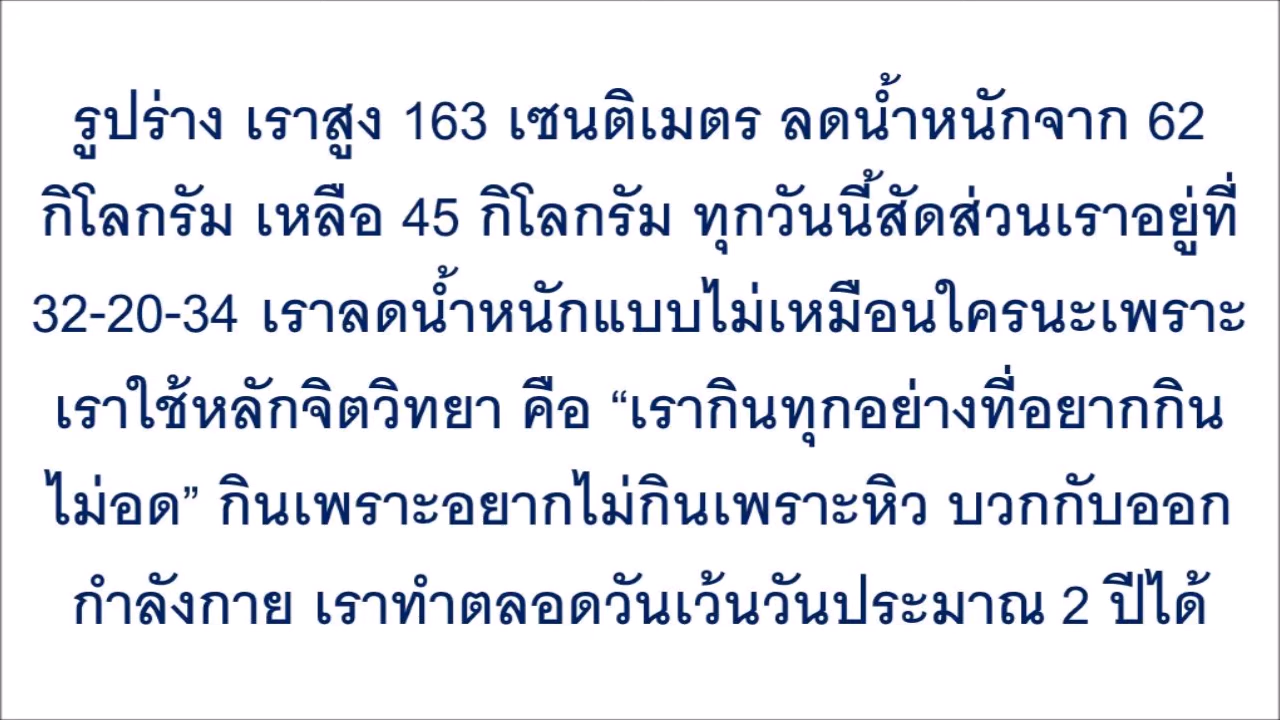 รูปร่าง เราสูง 163 เซนติเมตร ลดน้ำหนักจาก 62
กิโลกรัม เหลือ 45 กิโลกรัม ทุกวันนี้สัดส่วนเราอยู่ที่
32-20-34 เราลดน้ำหนักแบบไม่เหมือนใครนะเพราะ
เราใช้หลักจิตวิทยา คือ “เรากินทุกอย่างที่อยากกิน
ไม่อด” กินเพราะอยากไม่กินเพราะหิว บวกกับออก
กำลังกาย เราทำตลอดวันเว้นวันประมาณ 2 ปีได้